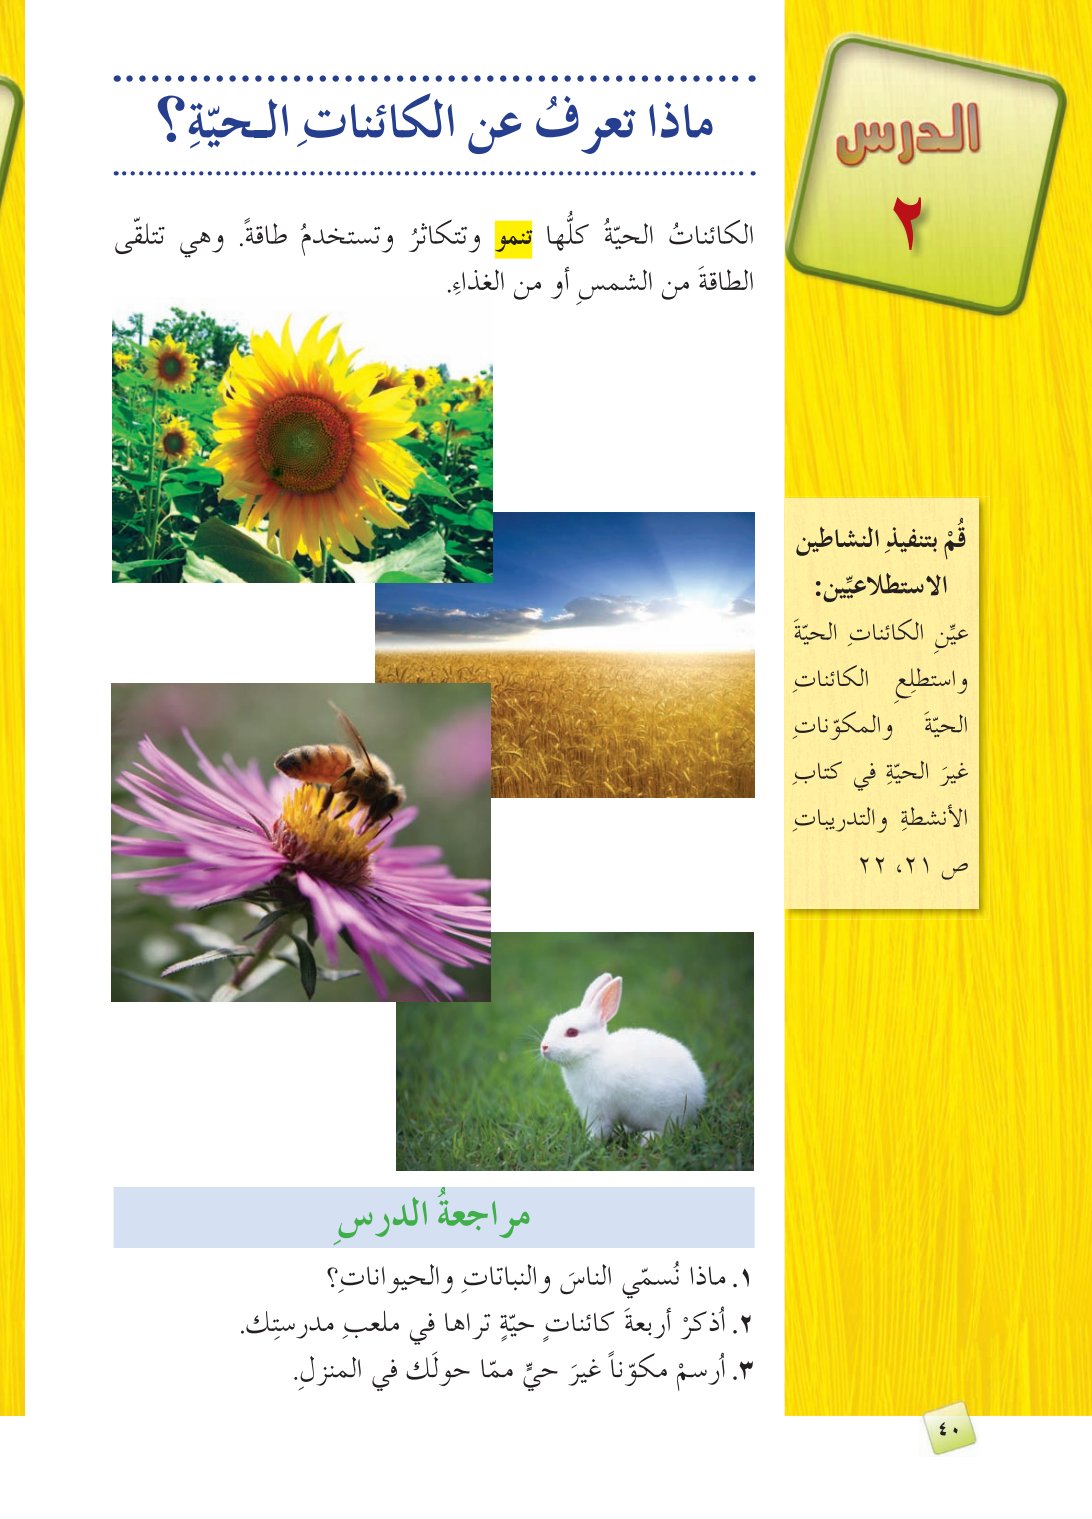 الدرس
٢
ماذا تعرفُ عن الكائناتِ الـحيّةِ؟
الكائناتُ الحيّةُ كلُّها تنمو وتتكاثرُ وتستخدمُ طاقةً. وهي تتلقّى
الطاقةَ من الشمسِ أو من الغذاءِ.
قُمْ بتنفيذِ النشاطين
الاستطلاعيِّين:
عيِّنِ الكائناتِ الحيّةَ
واستطلِعِ الكائناتِ
الحيّةَ والمكوّناتِ
غيرَ الحيّةِ في كتابِ
الأنشطةِ والتدريباتِ
ص ٢١، ٢٢
مراجعةُ الدرسِ
١. ماذا نُسمّي الناسَ والنباتاتِ والحيواناتِ؟
٢. اُذكرْ أربعةَ كائناتٍ حيّةٍ تراها في ملعبِ مدرستِك.
٣. اُرسمْ مكوّناً غيرَ حيٍّ ممّا حولَك في المنزلِ.
٤٠